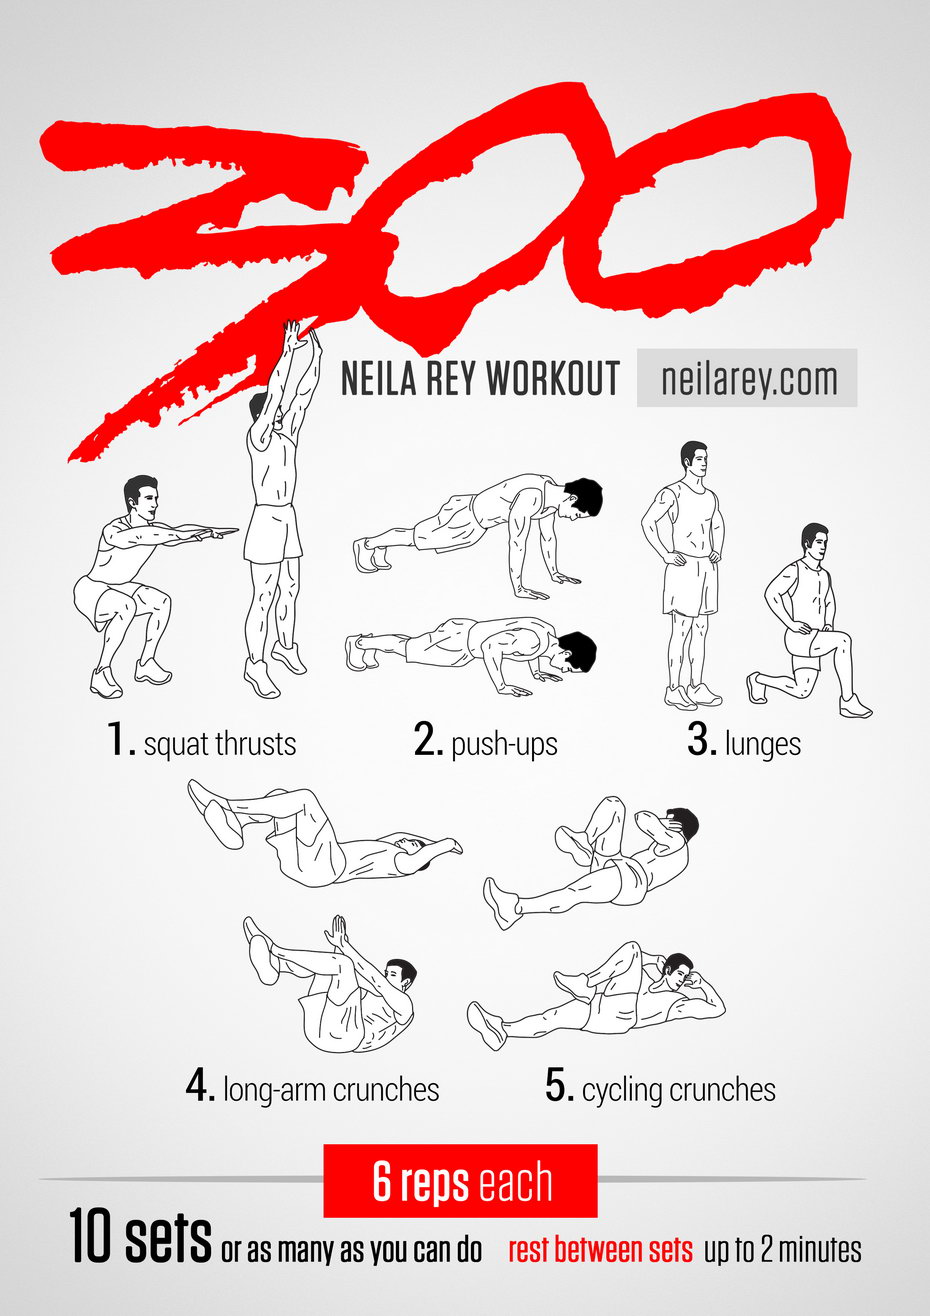 300
NEILA REY WORKOUT neilarey.com
1. squat thrusts 2. push-ups 3. lunges
4. long-arm crunches 5. cycling crunches
6 reps each
10 sets or as many as you can do rest between sets up to 2 minutes